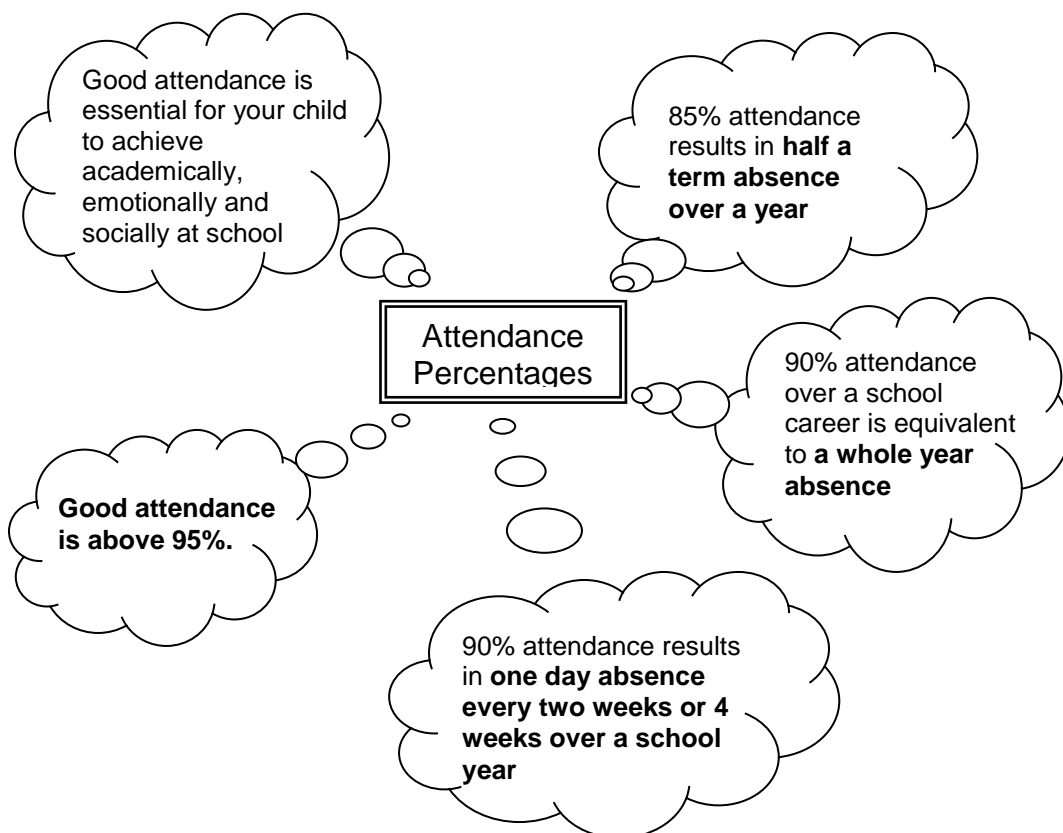 Good attendance is
essential for your child
to achieve
academically,
emotionally and
socially at school
85% attendance
results in half a
term absence
over a year
Attendance
Percentages
90% attendance
over a school
career is equivalent
to a whole year
absence
Good attendance
is above 95%.
90% attendance results
in one day absence
every two weeks or 4
weeks over a school
year